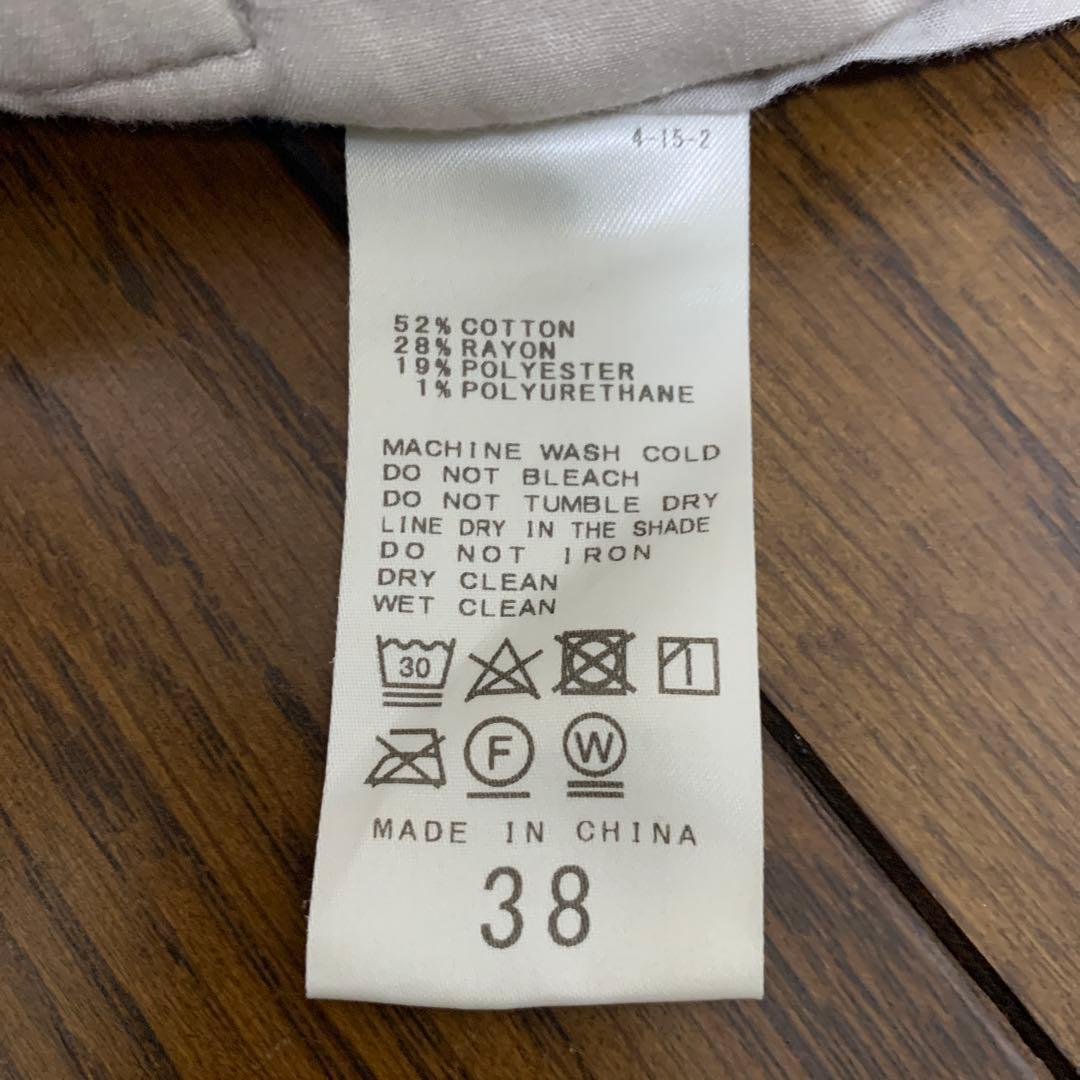 4-15-2
52% COTTON
28% RAYON
19% POLYESTER
1% POLYURETHANE
MACHINE WASH COLD
DO NOT BLEACH
DO NOT TUMBLE DRY
LINE DRY IN THE SHADE
DO NOT IRON
DRY CLEAN
WET CLEAN
30
F W
MADE IN CHINA
38